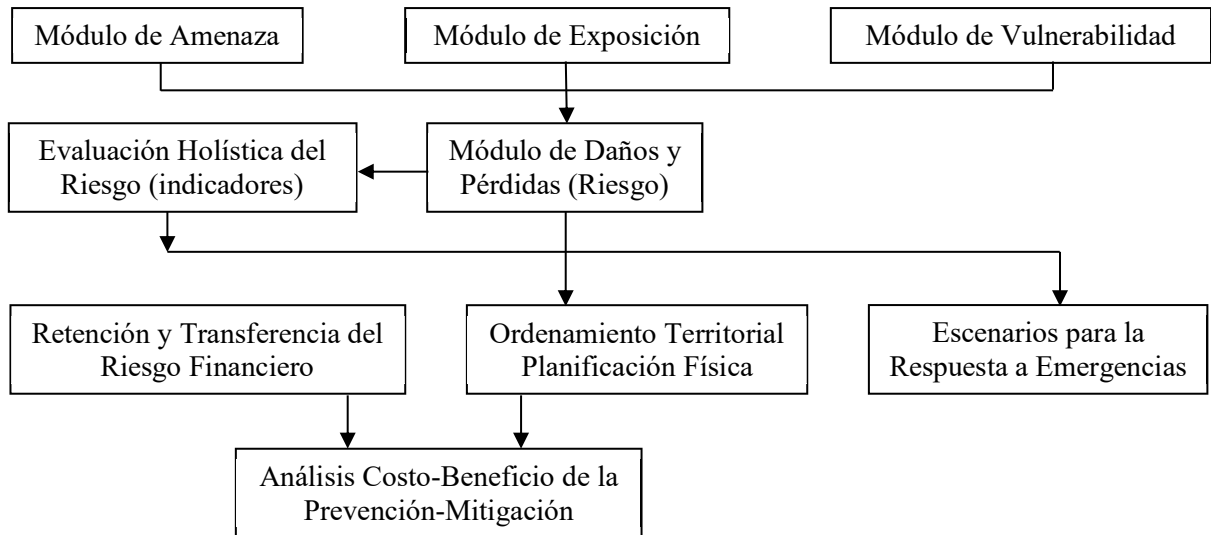 Módulo de Amenaza
Módulo de Exposición
Módulo de Vulnerabilidad
Evaluación Holística del
Riesgo (indicadores)
Módulo de Daños y
Pérdidas (Riesgo)
Retención y Transferencia del
Riesgo Financiero
Ordenamiento Territorial
Planificación Física
Escenarios para la
Respuesta a Emergencias
Análisis Costo-Beneficio de la
Prevención-Mitigación